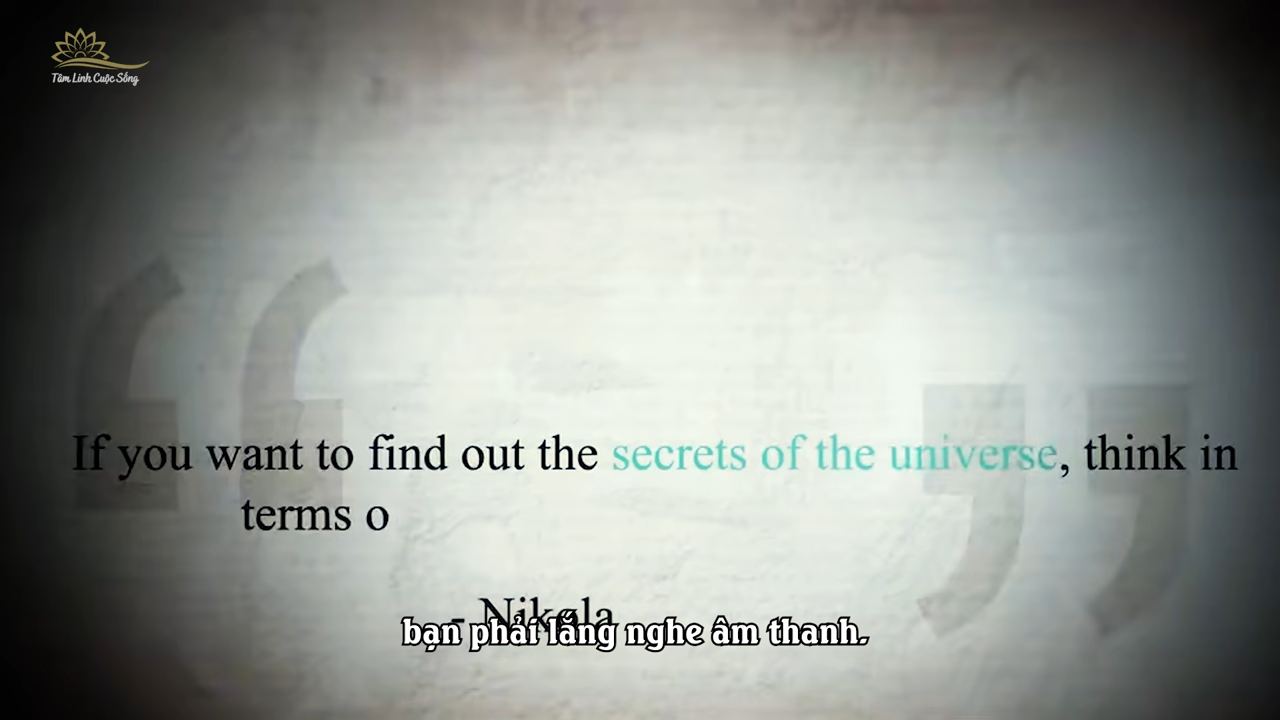 Tâm Linh Cuộc Sống
If you want to find out the secrets of the universe, think in
terms o
- Nikola
bạn phải lắng nghe âm thanh.